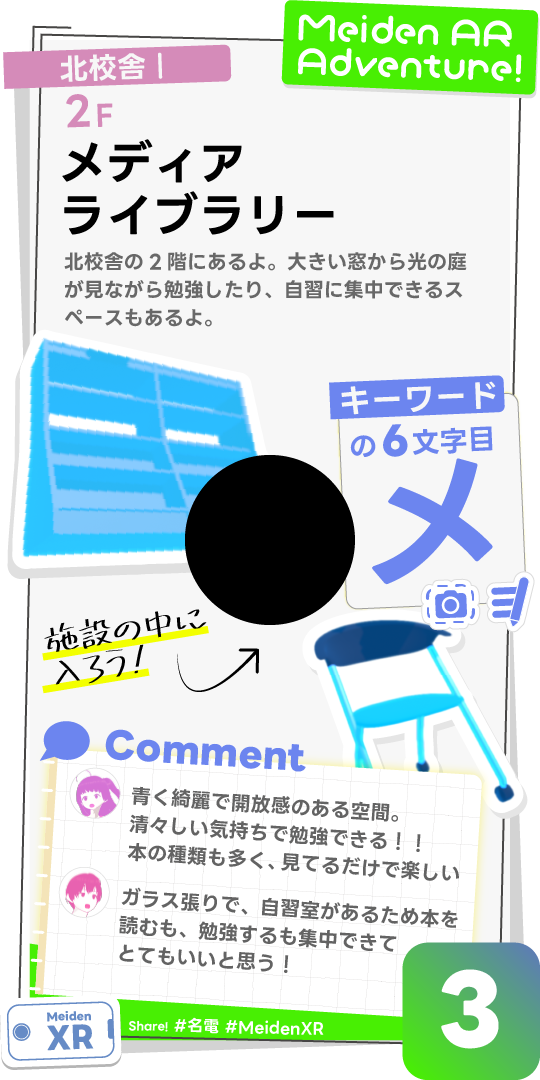 Meiden AR
Adventure!
北校舎Ⅰ
2F
メディア
ライブラリー
北校舎の2階にあるよ。大きい窓から光の庭
が見ながら勉強したり、自習に集中できるス
ペースもあるよ。
キーワード
の6文字目
メ
施設の中に
入ろう!
Comment
青く綺麗で開放感のある空間。
清々しい気持ちで勉強できる!!
本の種類も多く、見てるだけで楽しい
ガラス張りで、自習室があるため本を
読むも、勉強するも集中できて
とてもいいと思う!
Meiden
XR
Share! #名電 #MeidenXR
3